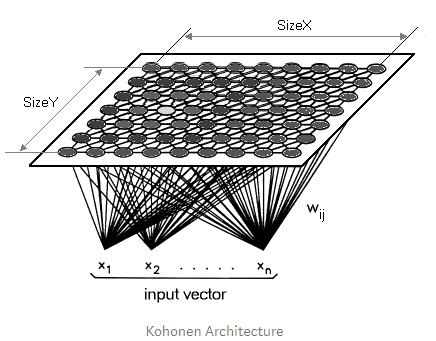 SizeX
SizeY
wij
x1 x2 . . . . . xn
input vector
Kohonen Architecture